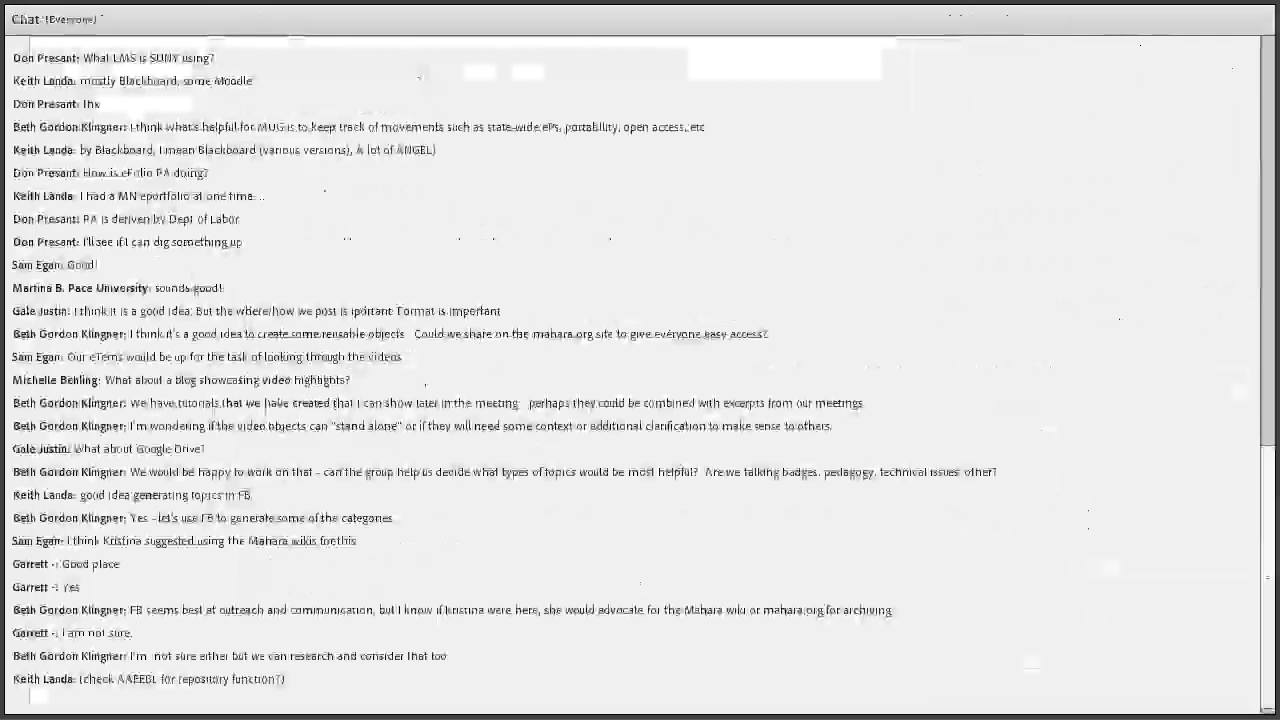 Chat (Everyone)
Don Presant: What LMS is SUNY using?
Keith Landa: mostly Blackboard, some Moodle
Don Presant: thx
Beth Gordon Klingner: I think what's helpful for MUG is to keep track of movements such as state-wide ePs, portability, open access, etc
Keith Landa: by Blackboard, I mean Blackboard (various versions), A lot of ANGEL)
Don Presant: How is eFolio PA doing?
Keith Landa: I had a MN eportfolio at one time...
Don Presant: PA is deriven by Dept of Labor
Don Presant: I'll see if I can dig something up
Sam Egan: Good!
Martina B. Pace University: sounds good!
Gale Justin: I think it is a good idea. But the where/how we post is iportant Format is important
Beth Gordon Klingner: I think it's a good idea to create some reusable objects Could we share on the mahara.org site to give everyone easy access?
Sam Egan: Our eTerns would be up for the task of looking through the videos
Michelle Behling: What about a blog showcasing video highlights?
Beth Gordon Klingner: We have tutorials that we have created that I can show later in the meeting perhaps they could be combined with excerpts from our meetings
Beth Gordon Klingner: I'm wondering if the video objects can "stand alone" or if they will need some context or additional clarification to make sense to others.
Gale Justin: What about Google Drive?
Beth Gordon Klingner: We would be happy to work on that - can the group help us decide what types of topics would be most helpful? Are we talking badges, pedagogy, technical issues other?
Keith Landa: good idea generating topics in FB
Beth Gordon Klingner: Yes - let's use FB to generate some of the categories
Sam Egan: I think Kristina suggested using the Mahara wikis for this
Garrett -: Good place
Garrett -: Yes
Beth Gordon Klingner: FB seems best at outreach and communication, but I know if kristina were here, she would advocate for the Mahara wiki or mahara.org for archiving
Garrett -: I am not sure.
Beth Gordon Klingner: I'm not sure either but we can research and consider that too
Keith Landa: (check AAEEBL for repository function?)